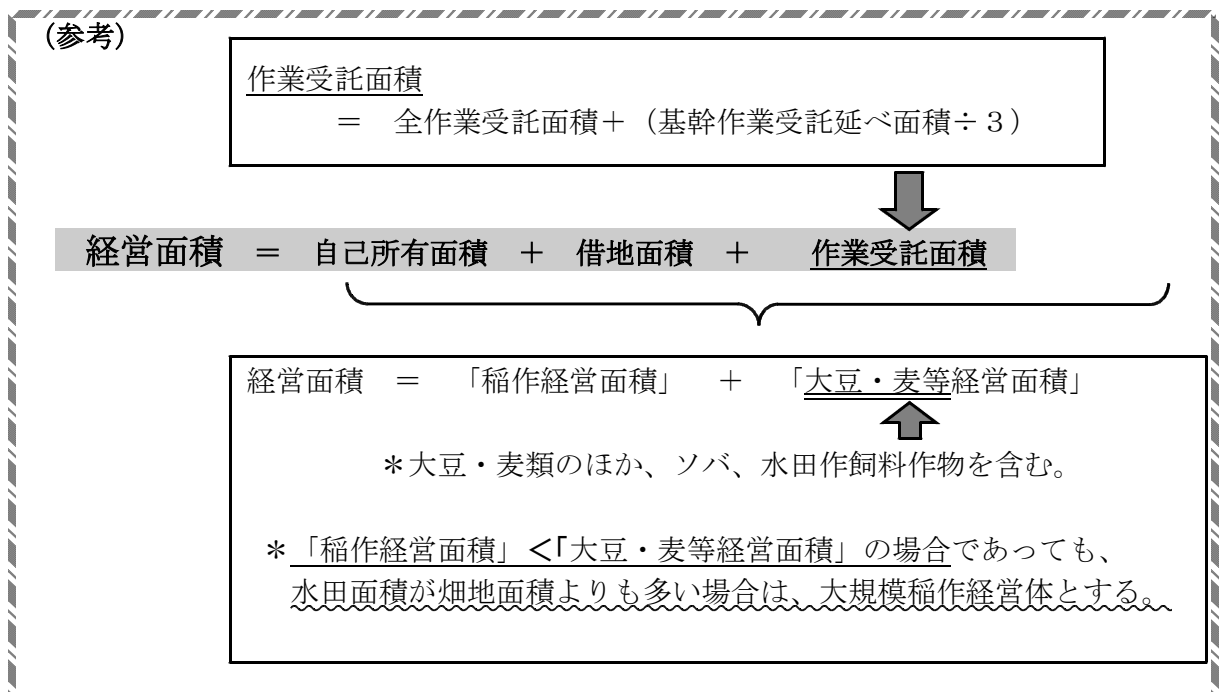 (参考)
作業受託面積
＝　全作業受託面積＋（基幹作業受託延べ面積÷３）
経営面積　＝　自己所有面積　＋　借地面積　＋　作業受託面積
経営面積　＝　「稲作経営面積」　＋　「大豆・麦等経営面積」
＊大豆・麦類のほか、ソバ、水田作飼料作物を含む。
＊「稲作経営面積」＜「大豆・麦等経営面積」の場合であっても、
水田面積が畑地面積よりも多い場合は、大規模稲作経営体とする。